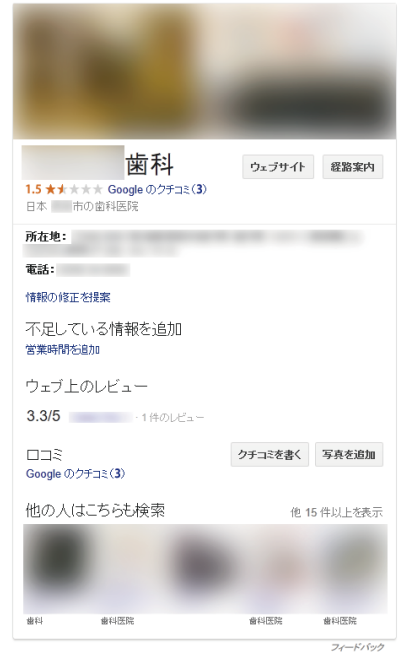 歯科
ウェブサイト
経路案内
1.5 ★★★★★ Google のクチコミ(3)
日本 市の歯科医院
所在地:
電話:
情報の修正を提案
不足している情報を追加
営業時間を追加
ウェブ上のレビュー
3.3/5 · 1 件のレビュー
口コミ
クチコミを書く
写真を追加
Google のクチコミ(3)
他の人はこちらも検索
他 15 件以上を表示
歯科
歯科医院
歯科医院
歯科医院
フィードバック